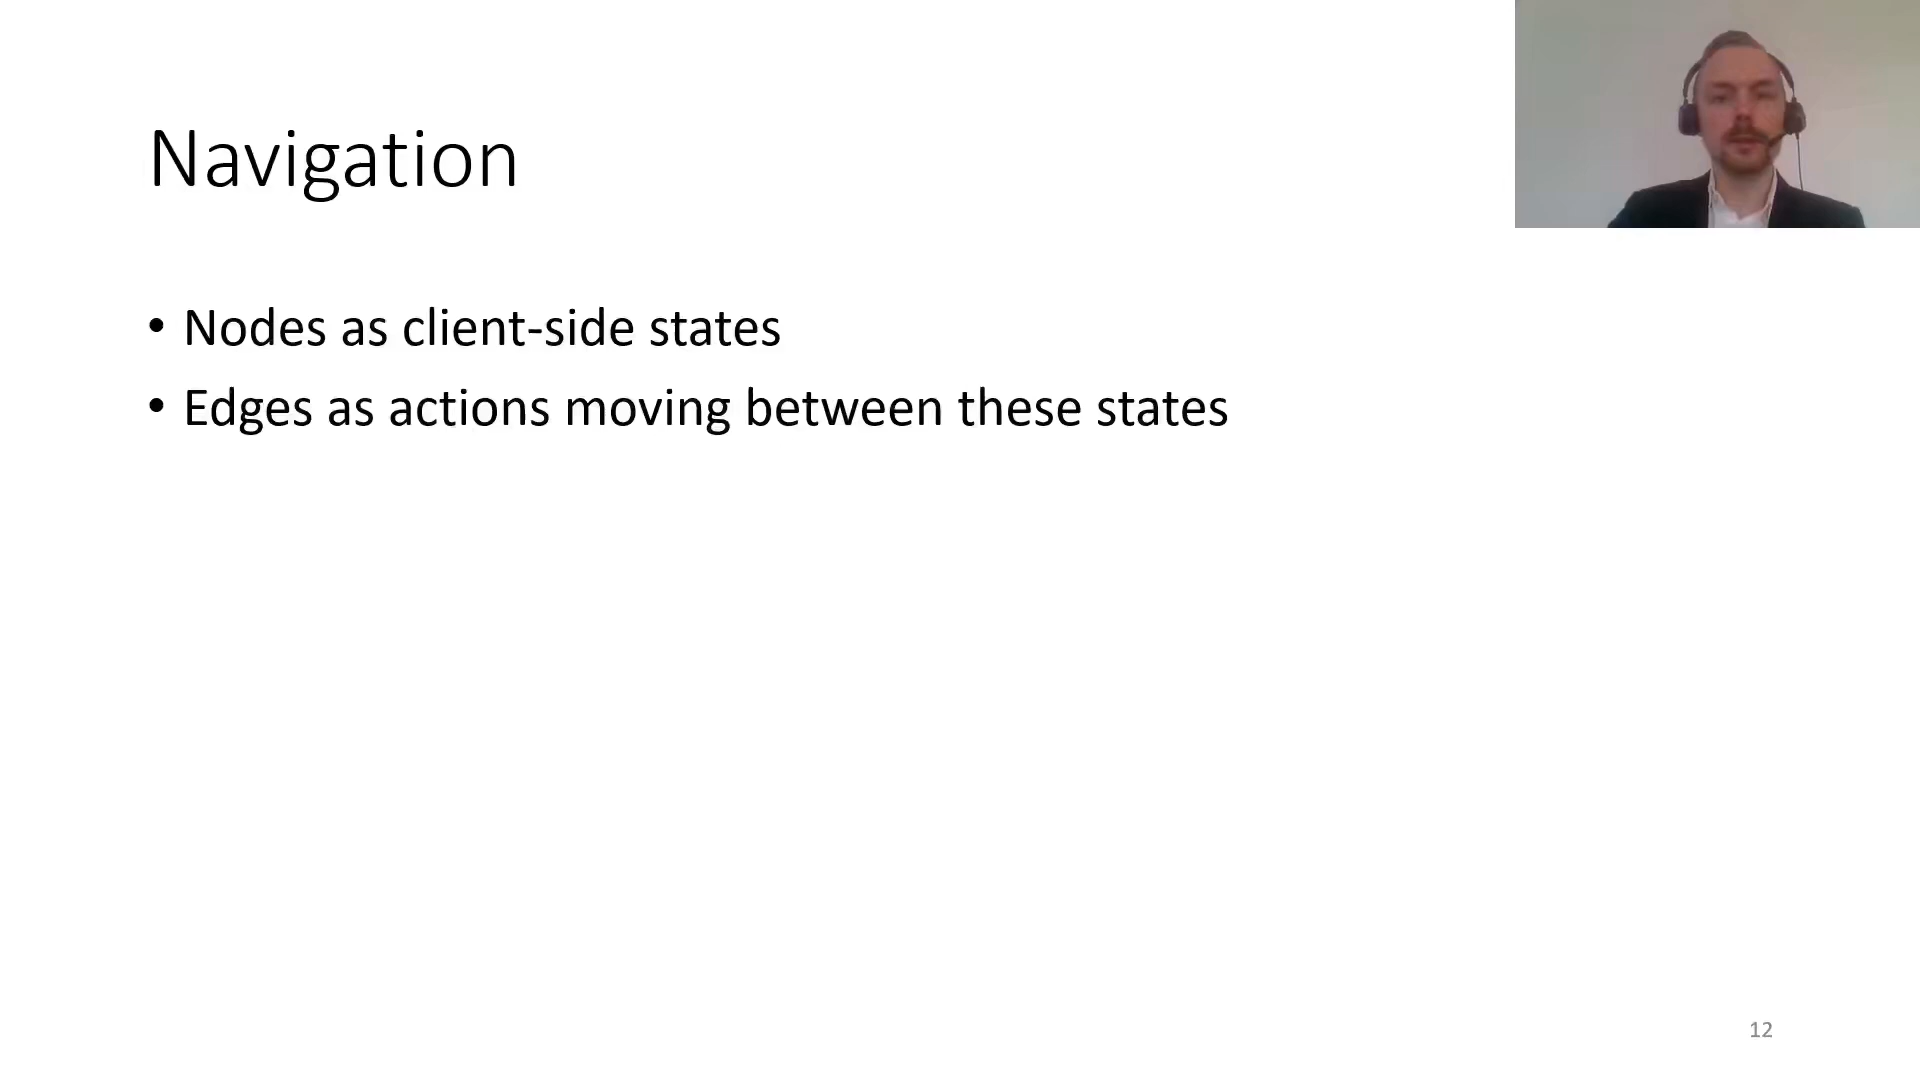 Navigation
• Nodes as client-side states
• Edges as actions moving between these states
12